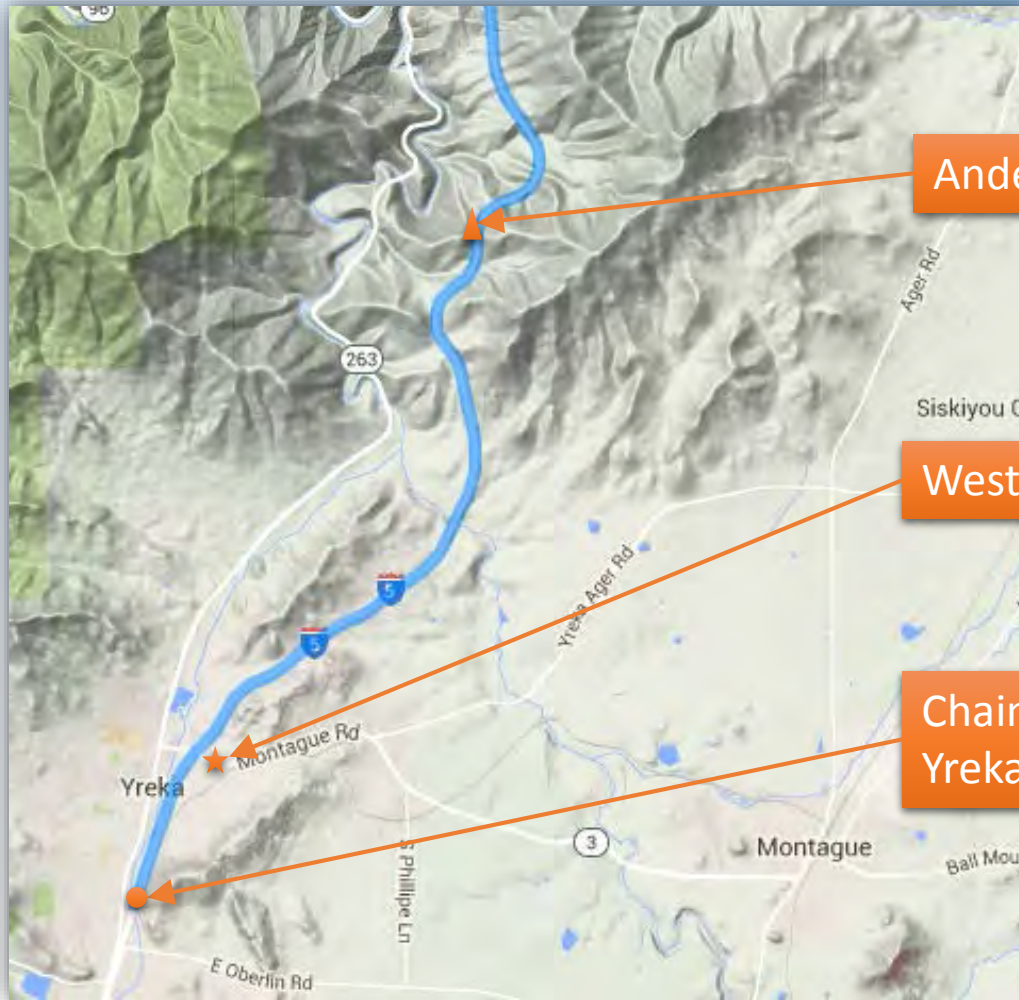 96
Ande
Ager Rd
263
Siskiyou C
West
Yreka Ager Rd
5
5
Chain
Yreka
Montague Rd
Yreka
3
Montague
S Phillipe Ln
Ball Mou
E Oberlin Rd